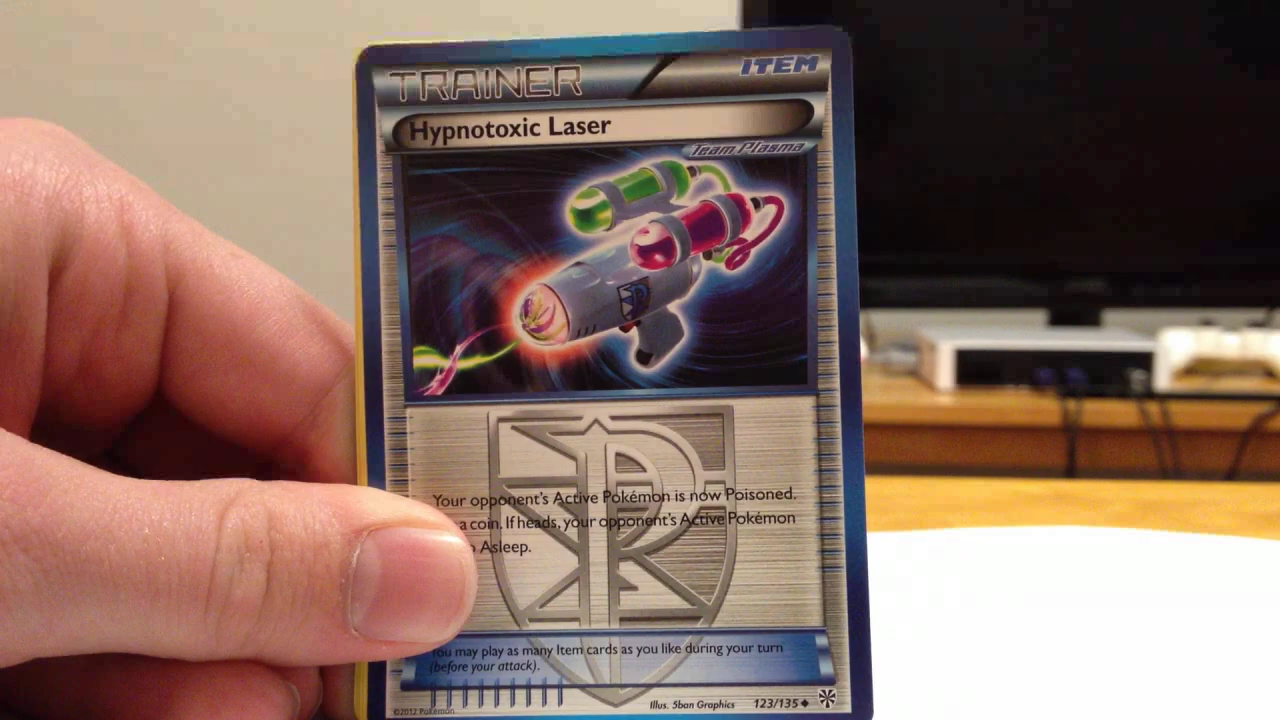 TRAINER
ITEM
Hypnotoxic Laser
Team Plasma
Your opponent's Active Pokémon is now Poisoned.
a coin. If heads, your opponent's Active Pokémon
Asleep.
You may play as many Item cards as you like during your turn
(before your attack).
©2012 Pokémon
Illus. 5ban Graphics
123/135